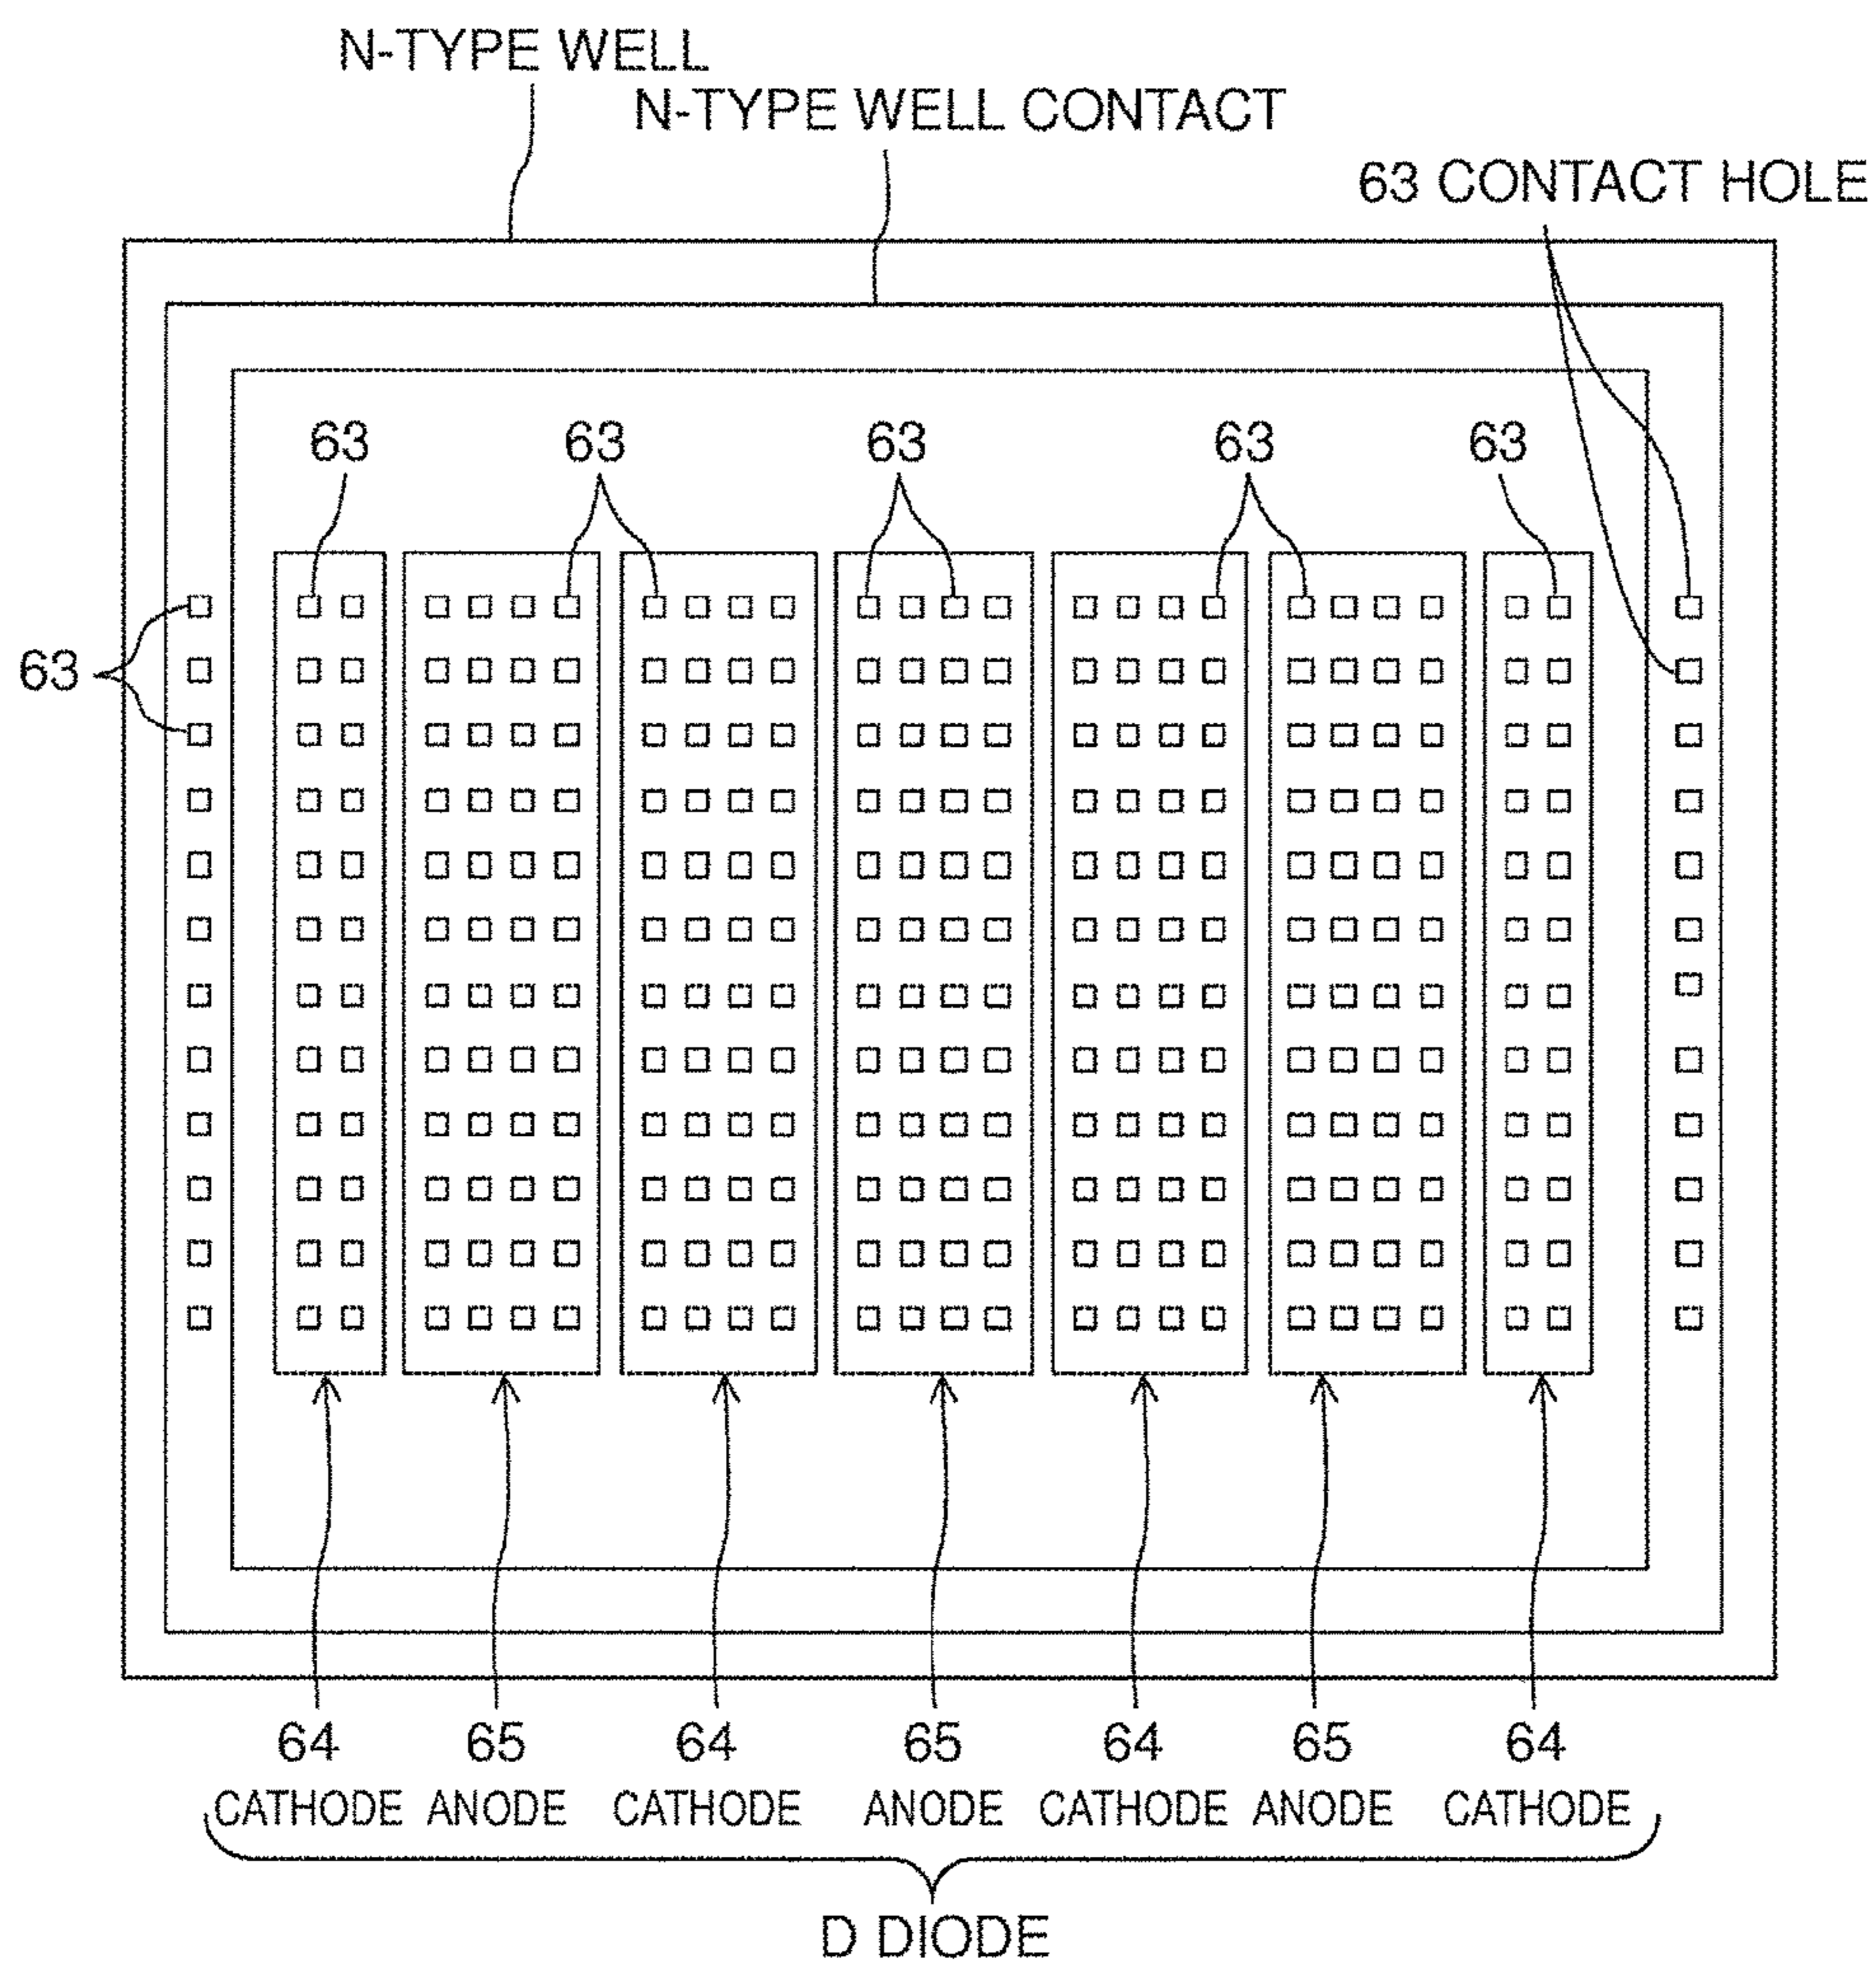 N-TYPE WELL
N-TYPE WELL CONTACT
63 CONTACT HOLE
63 63 63 63 63
63
64 65 64 65 64 65 64
CATHODE ANODE CATHODE ANODE CATHODE ANODE CATHODE
D DIODE